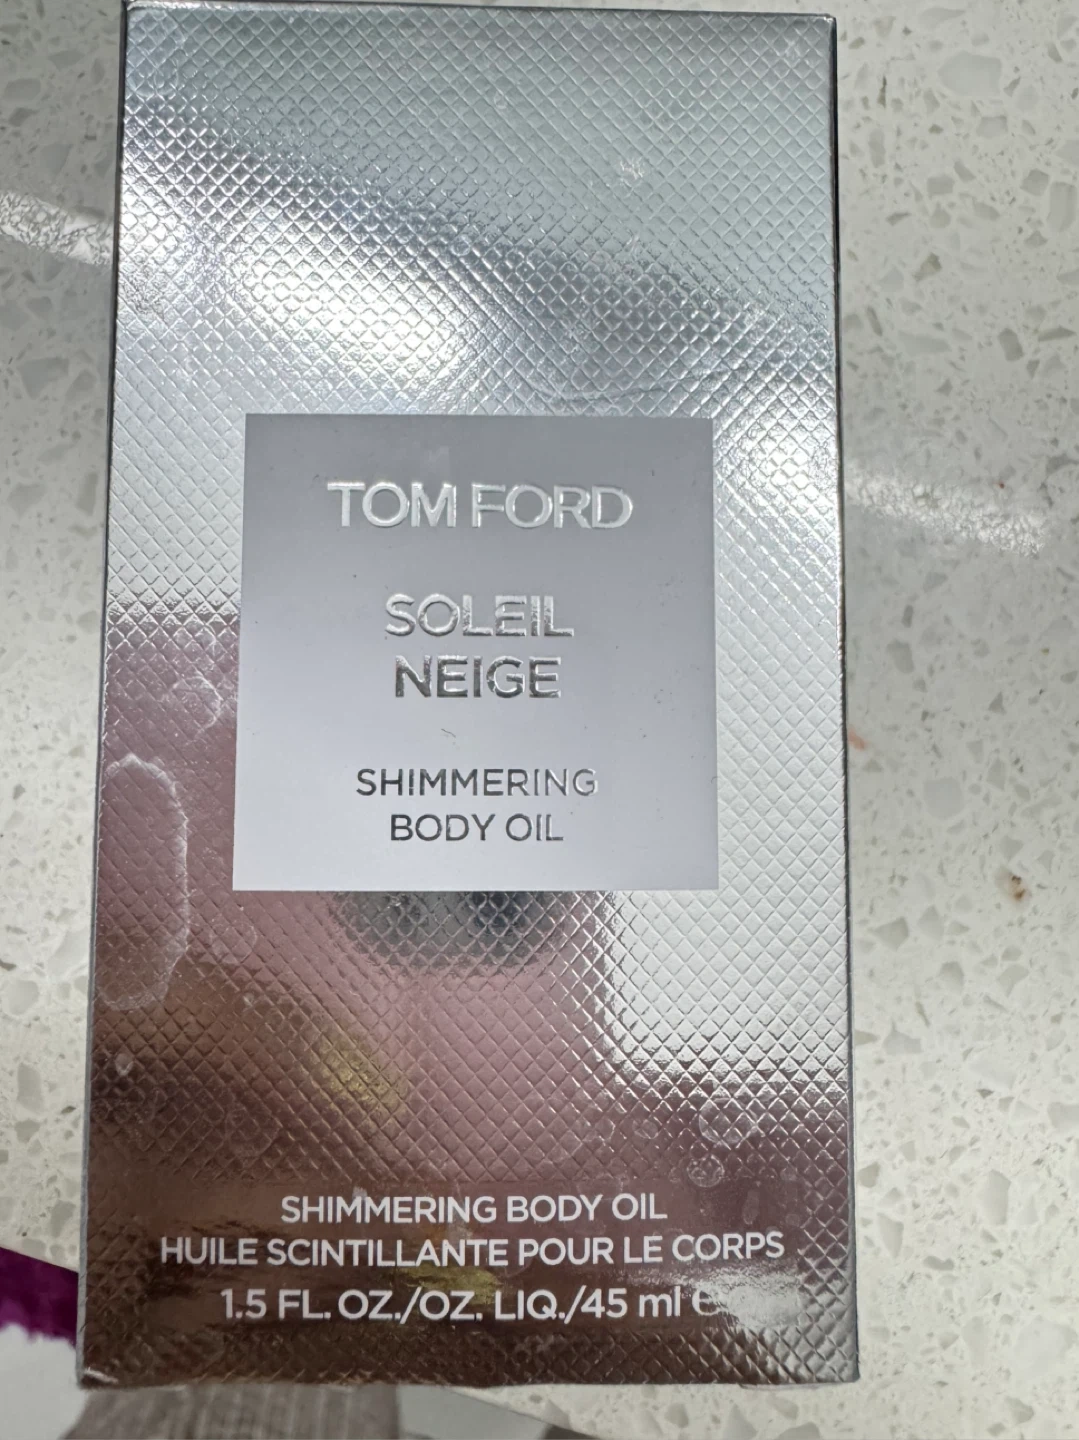 TOM FORD
SOLEIL
NEIGE
SHIMMERING
BODY OIL
SHIMMERING BODY OIL
HUILE SCINTILLANTE POUR LE CORPS
1.5 FL. OZ./OZ. LIQ./45 ml ℮